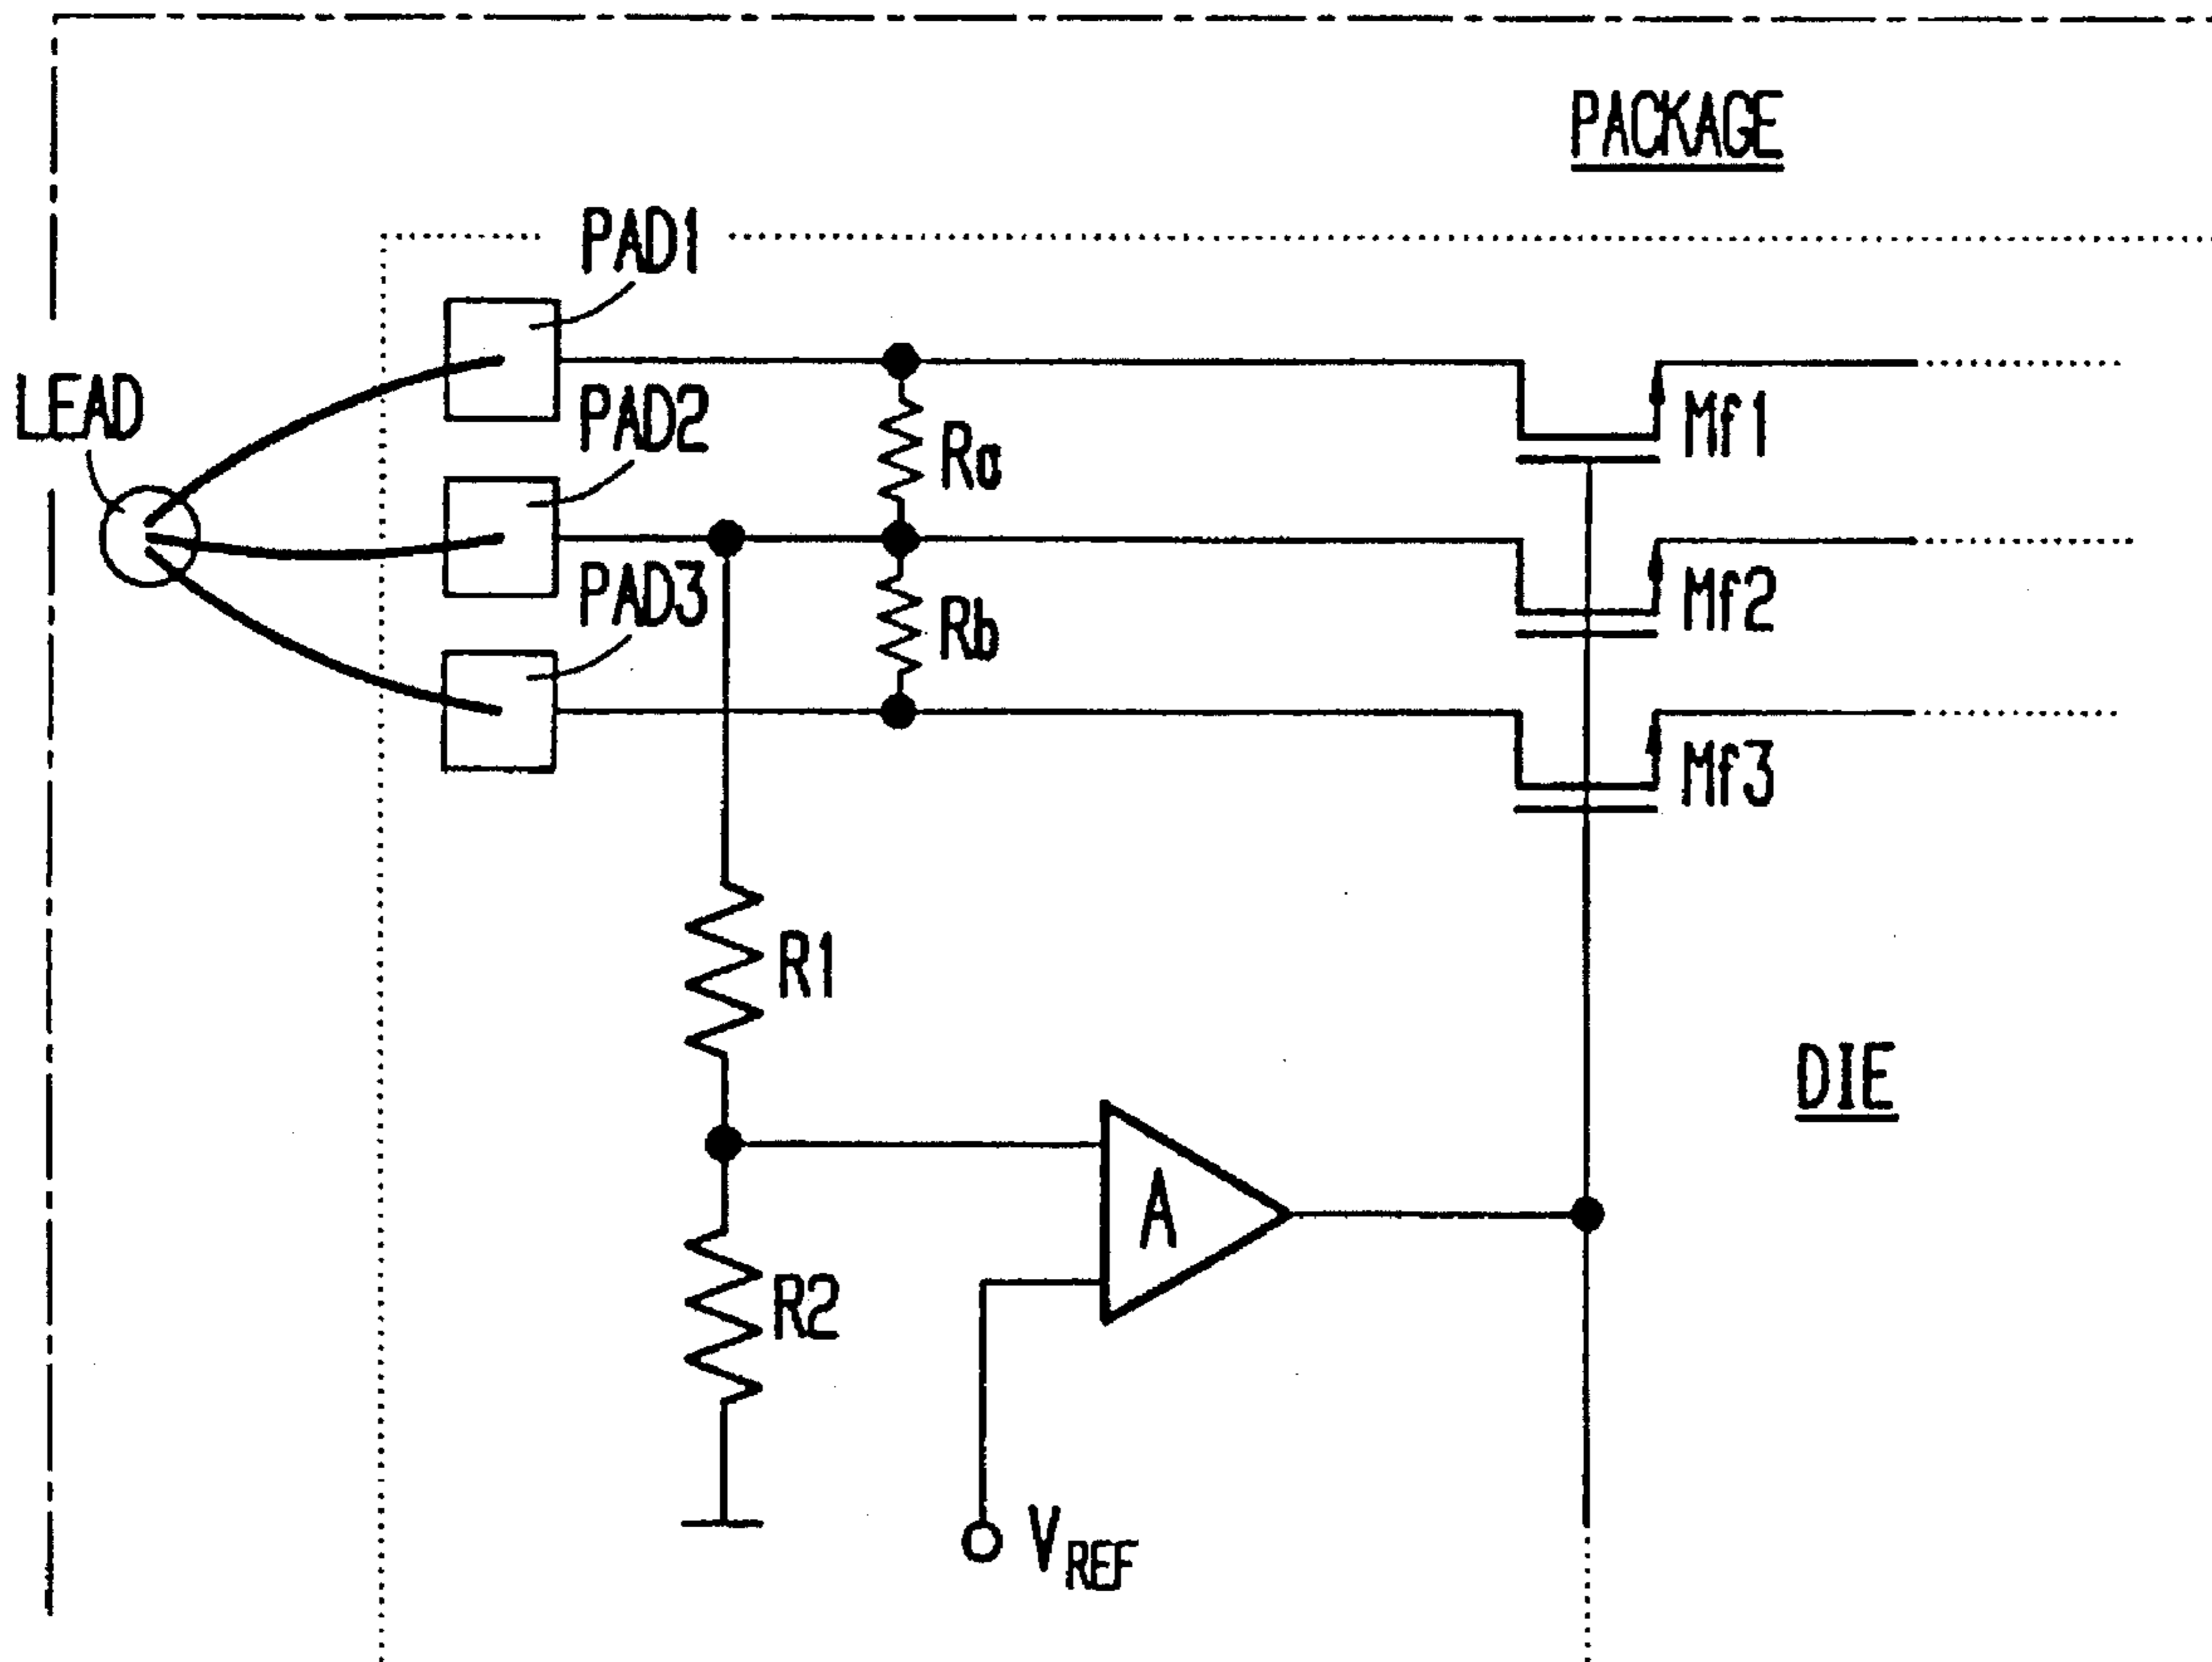 PACKAGE
PAD1
LEAD
PAD2
Ra
Mf1
PAD3
Rb
Mf2
Mf3
R1
DIE
A
R2
VREF